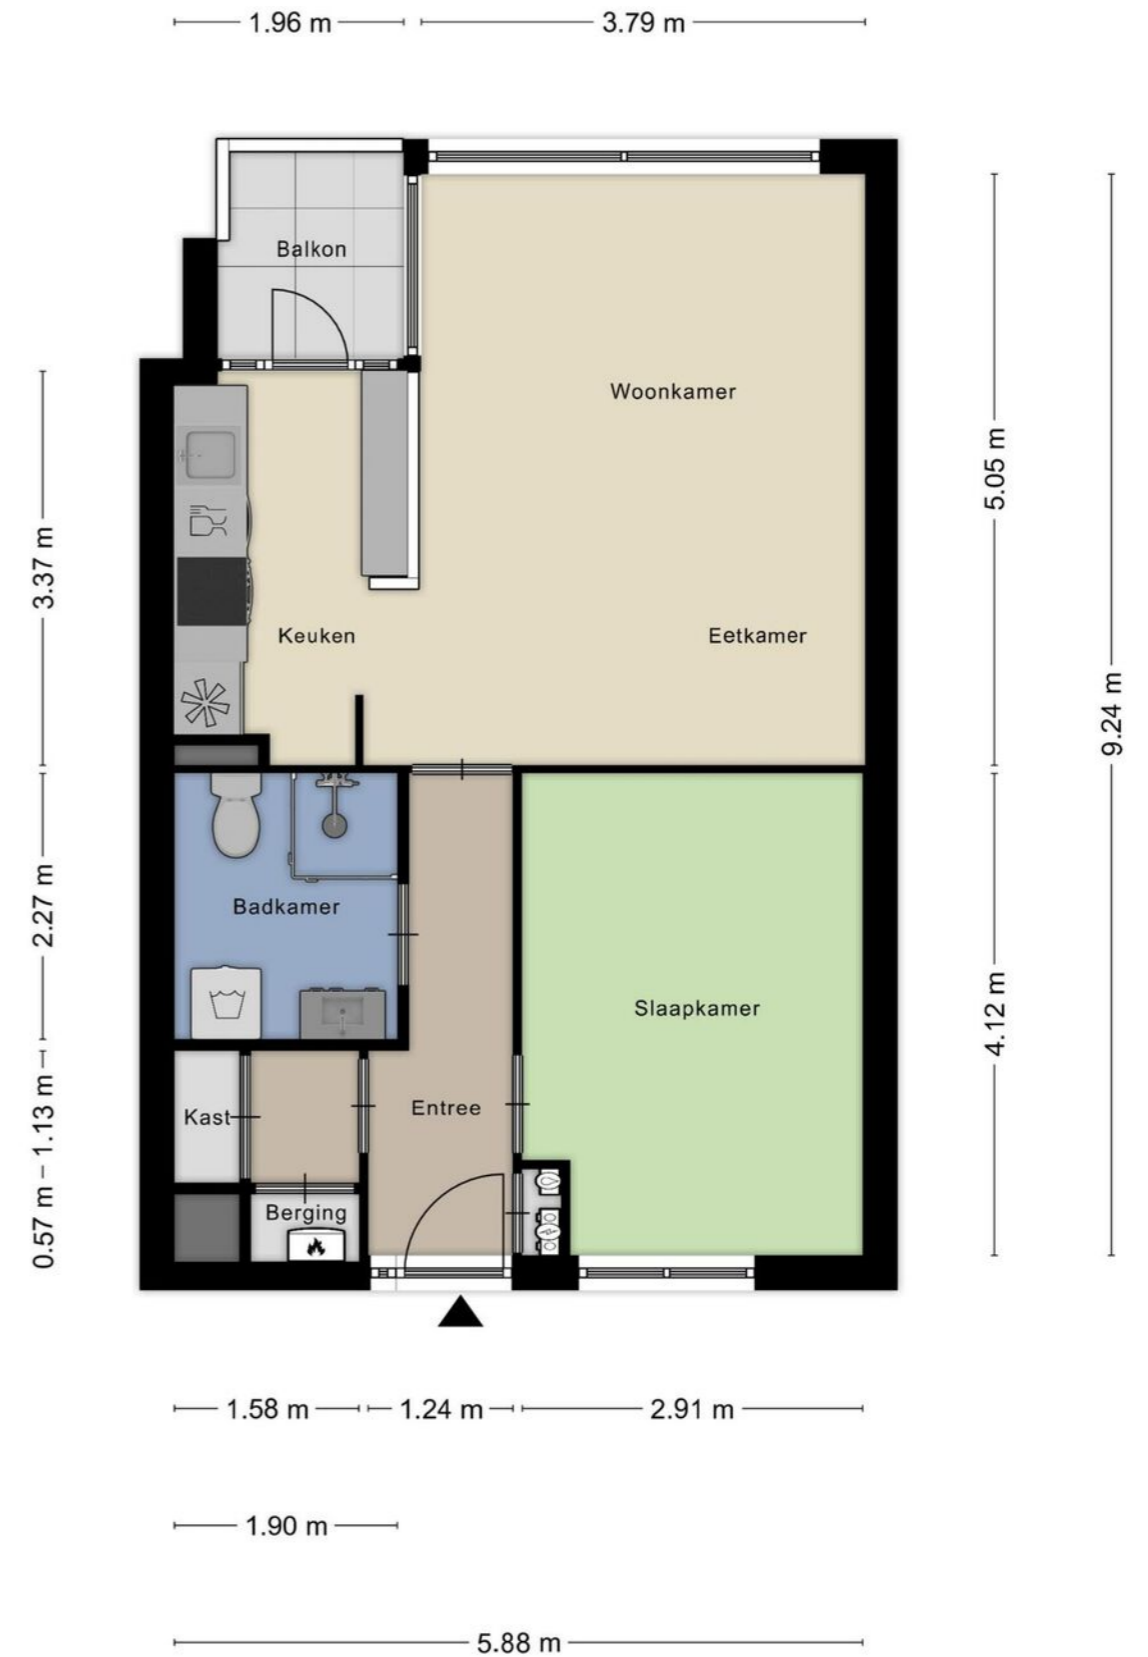 1.96 m
3.79 m
Balkon
Woonkamer
5.05 m
3.37 m
Keuken
Eetkamer
9.24 m
2.27 m
Badkamer
Slaapkamer
4.12 m
1.13 m
Kast
Entree
0.57 m
Berging
1.58 m
1.24 m
2.91 m
1.90 m
5.88 m